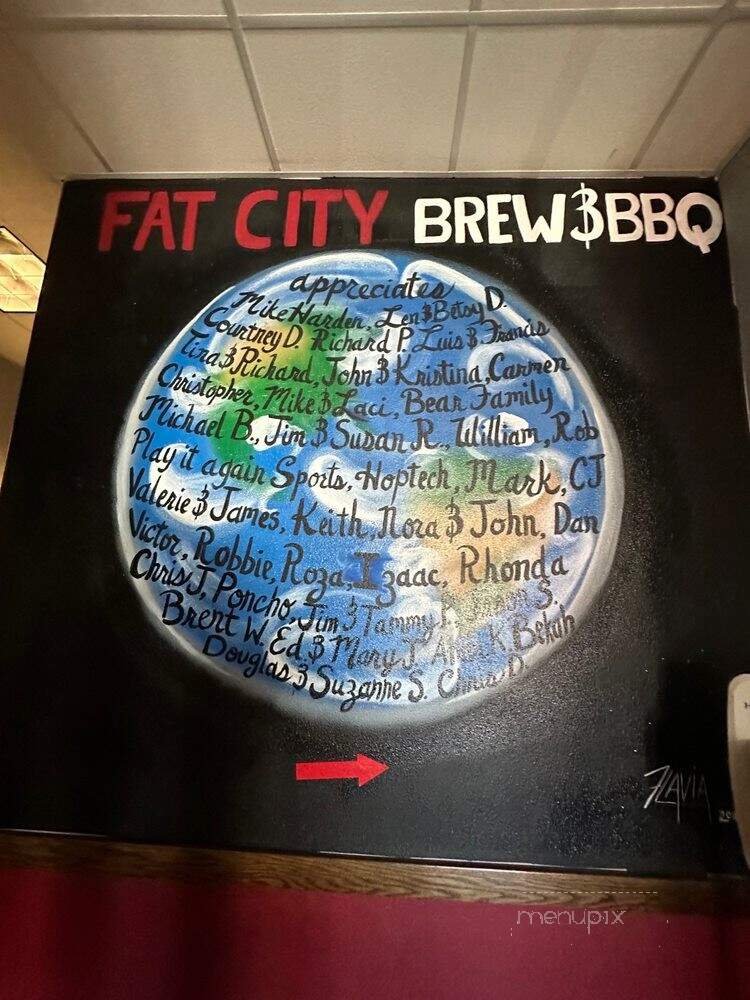 FAT CITY BREW & BBQ
appreciates
Mike Harden, Len & Betsy D.
Courtney D. Richard P. Luis & Francis
Tina & Richard, John & Kristina, Carmen
Christopher, Mike & Laci, Bear Family
Michael B., Jim & Susan R., William, Rob
Play it again Sports, Hoptech, Mark, CJ
Valerie & James, Keith, Nora & John, Dan
Victor, Robbie, Roza, Izaac, Rhonda
Chris J, Poncho, Jim & Tammy P., S.
Brent W. Ed & Mary J. K. Bekah
Douglas & Suzanne S. Chris D.
FLAVIA
menupix